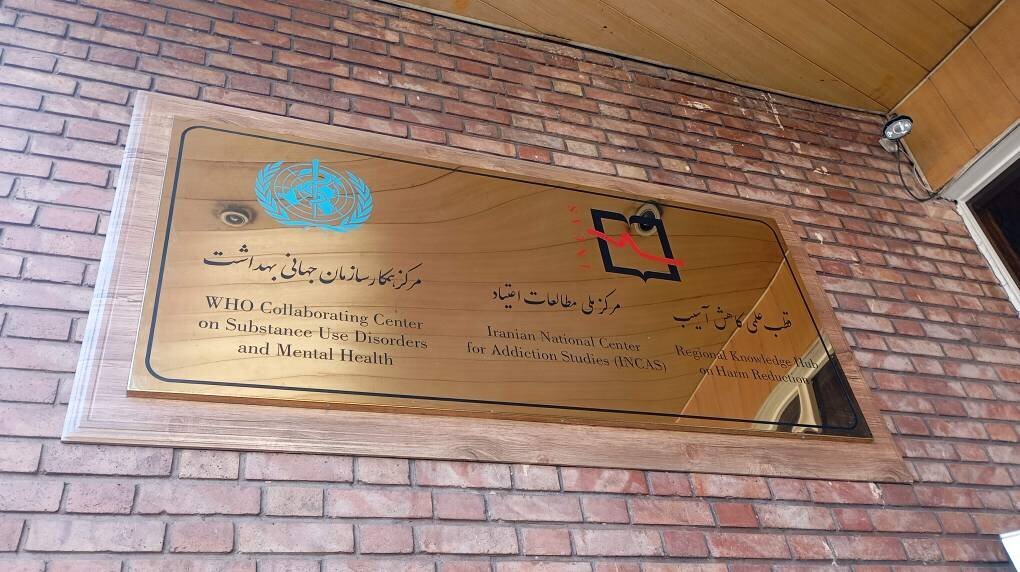 مرکز همکار سازمان جهانی بهداشت
WHO Collaborating Center
on Substance Use Disorders
and Mental Health
مرکز ملی مطالعات اعتیاد
Iranian National Center
for Addiction Studies (INCAS)
قطب علمی کاهش آسیب
Regional Knowledge Hub
on Harm Reduction